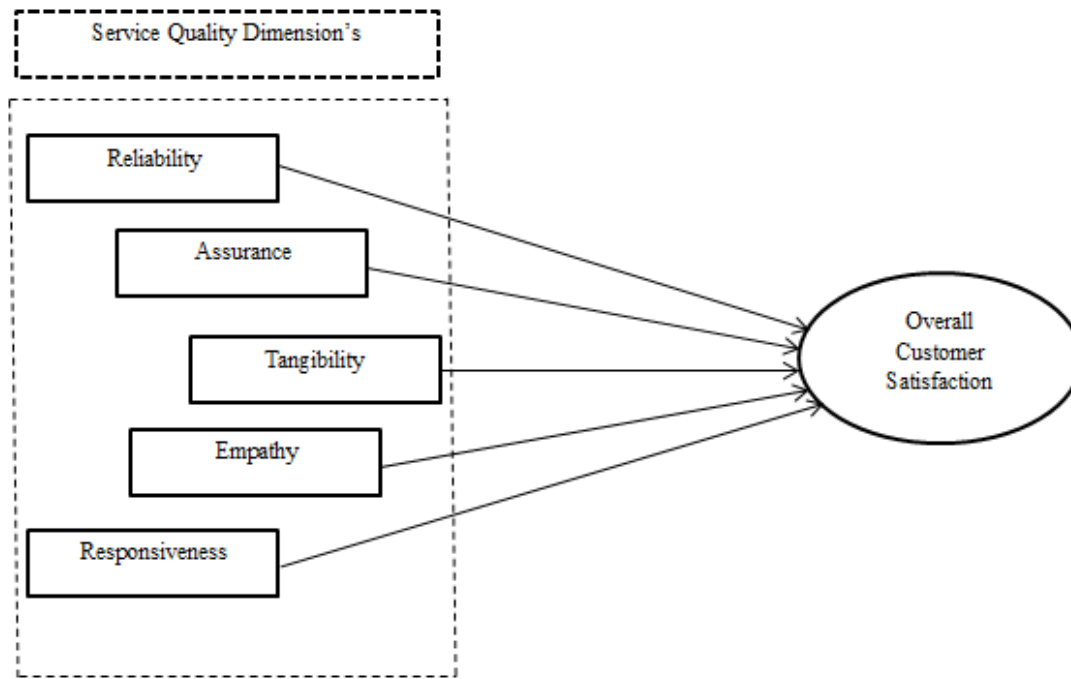 Service Quality Dimension’s
Reliability
Assurance
Tangibility
Empathy
Responsiveness
Overall
Customer
Satisfaction